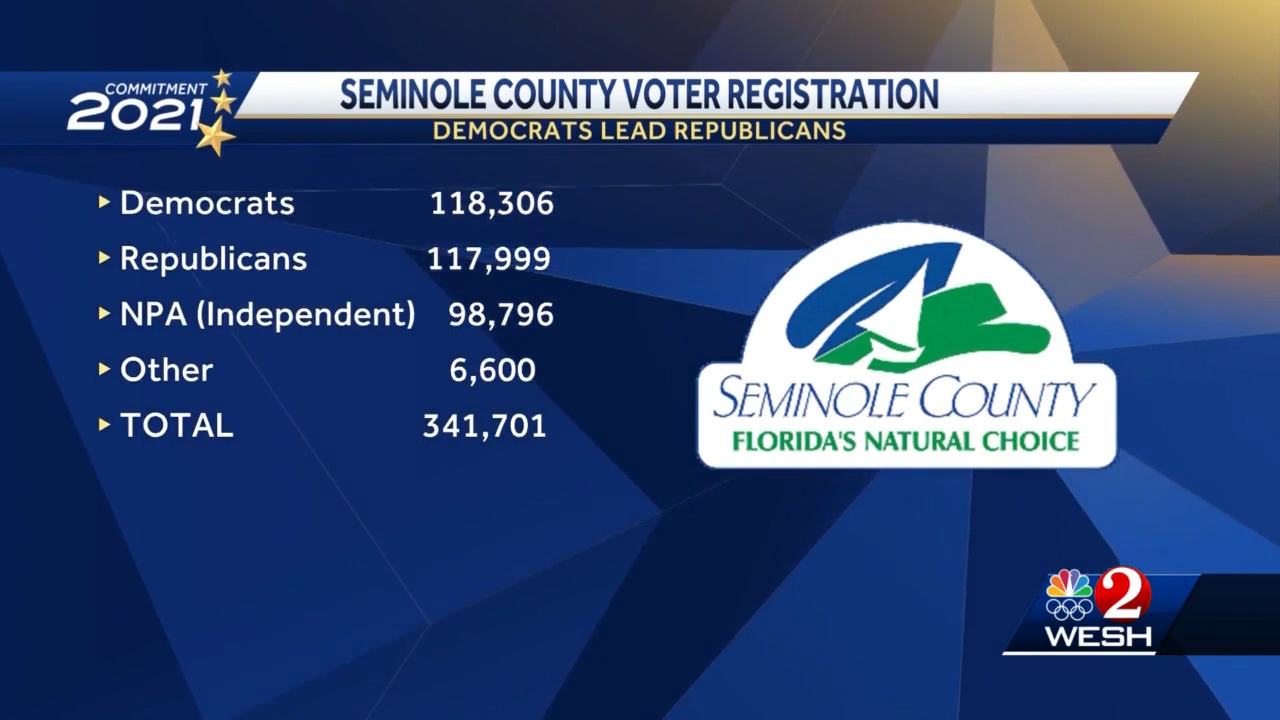 COMMITMENT
2021
SEMINOLE COUNTY VOTER REGISTRATION
DEMOCRATS LEAD REPUBLICANS
Democrats 118,306
Republicans 117,999
NPA (Independent) 98,796
Other 6,600
TOTAL 341,701
SEMINOLE COUNTY
FLORIDA'S NATURAL CHOICE
2
WESH